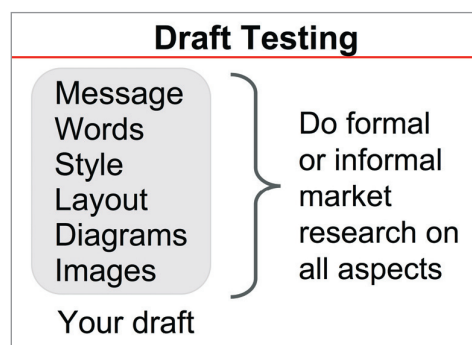 Draft Testing
Message
Words
Style
Layout
Diagrams
Images
Your draft
Do formal
or informal
market
research on
all aspects